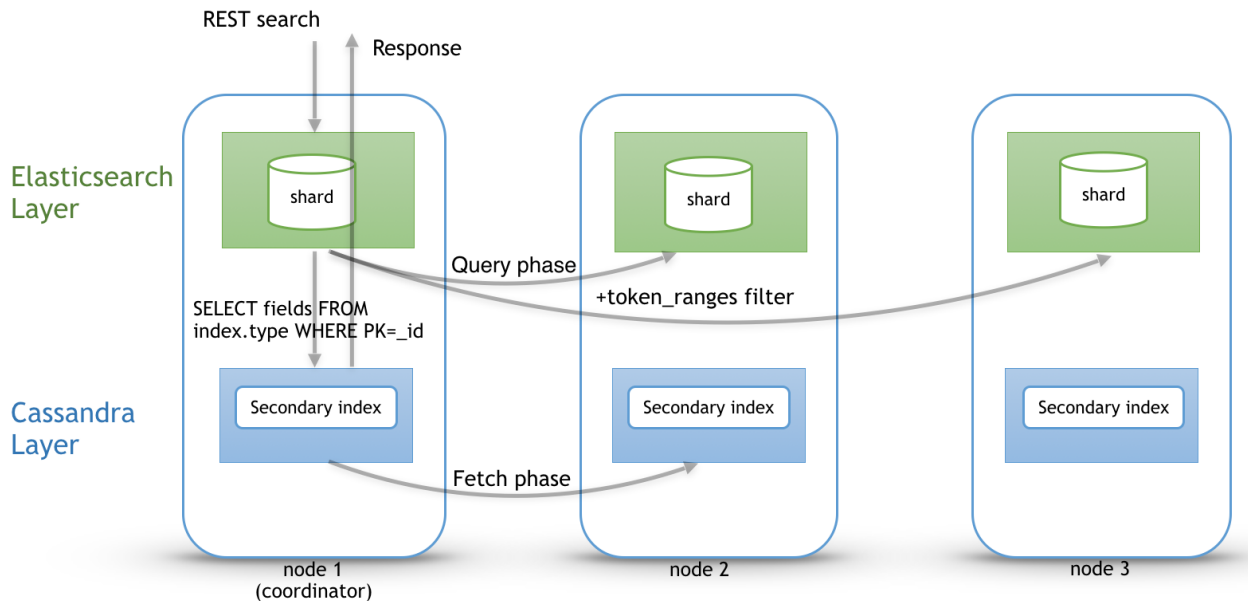 REST search
Response
Elasticsearch
Layer
shard
shard
shard
Query phase
+token_ranges filter
SELECT fields FROM
index.type WHERE PK=_id
Cassandra
Layer
Secondary index
Secondary index
Secondary index
Fetch phase
node 1
(coordinator)
node 2
node 3